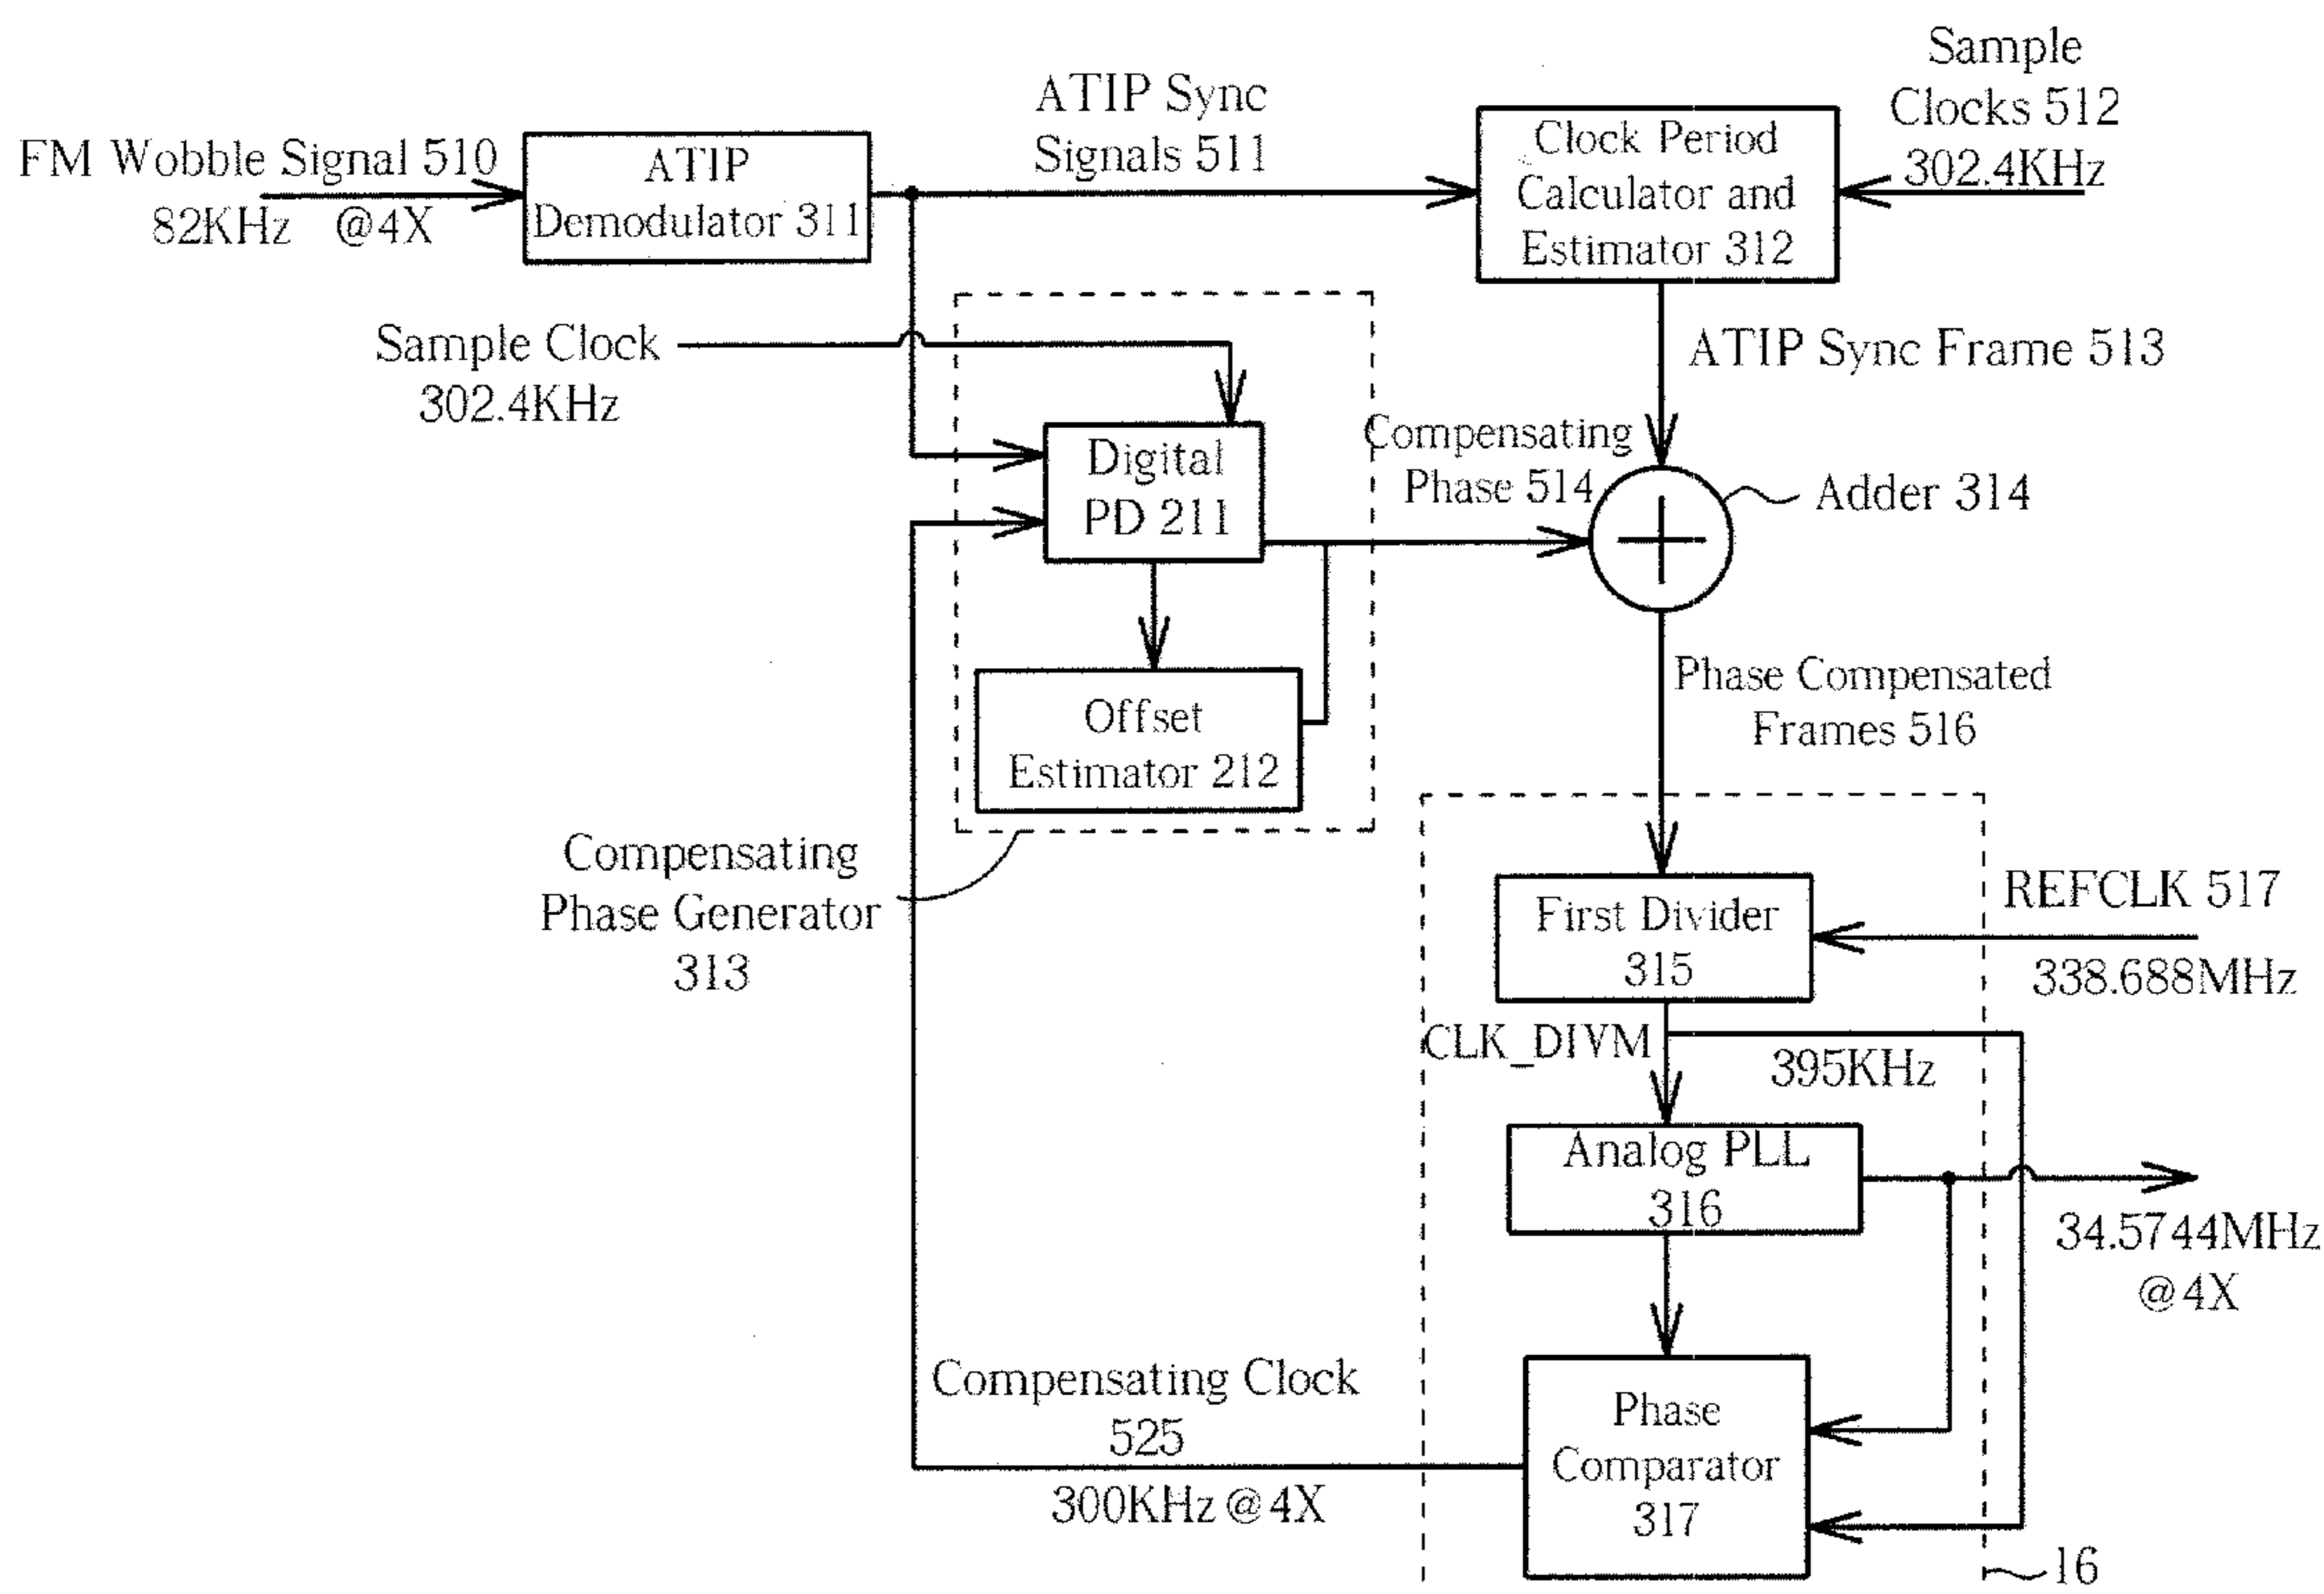 Sample
Clocks 512
302.4KHz
ATIP Sync
Signals 511
FM Wobble Signal 510
82KHz @4X
ATIP
Demodulator 311
Clock Period
Calculator and
Estimator 312
Sample Clock
302.4KHz
ATIP Sync Frame 513
Compensating
Phase 514
Digital
PD 211
Adder 314
Offset
Estimator 212
Phase Compensated
Frames 516
Compensating
Phase Generator
313
First Divider
315
REFCLK 517
338.688MHz
CLK_DIVM
395KHz
Analog PLL
316
34.5744MHz
@4X
Compensating Clock
525
300KHz@4X
Phase
Comparator
317
16